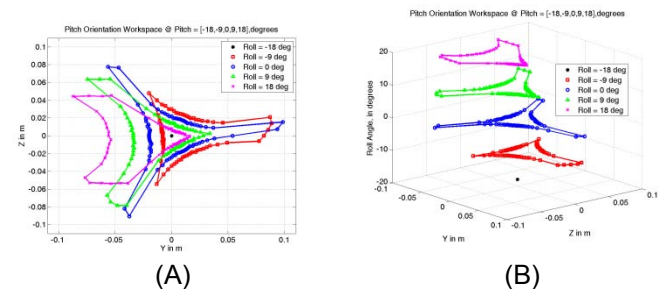 Pitch Orientation Workspace @ Pitch = [-18,-9,0,9,18],degrees
0.1
0.08
0.06
0.04
0.02
0
-0.02
-0.04
-0.06
-0.08
-0.1
Z in m
-0.1
-0.05
0
0.05
0.1
Y in m
Roll = -18 deg
Roll = -9 deg
Roll = 0 deg
Roll = 9 deg
Roll = 18 deg
(A)
Pitch Orientation Workspace @ Pitch = [-18,-9,0,9,18],degrees
20
10
0
-10
-20
Roll Angle, in degrees
-0.1
-0.05
0
0.05
0.1
Y in m
-0.1
-0.05
0
0.05
0.1
Z in m
Roll = -18 deg
Roll = -9 deg
Roll = 0 deg
Roll = 9 deg
Roll = 18 deg
(B)